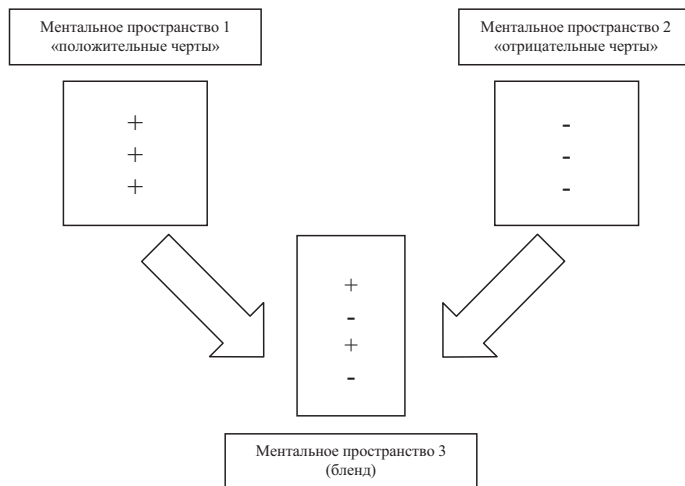 Ментальное пространство 1
«положительные черты»
Ментальное пространство 2
«отрицательные черты»
+
+
+
-
-
-
+
-
+
-
Ментальное пространство 3
(бленд)